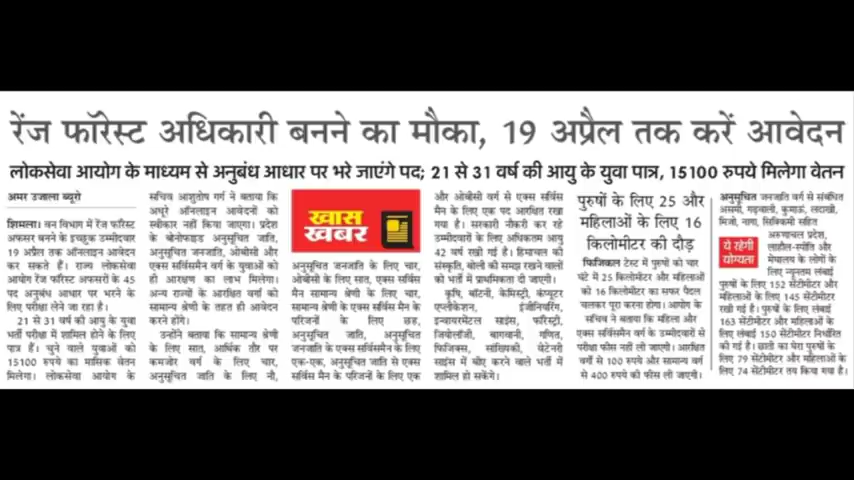 रेंज फॉरेस्ट अधिकारी बनने का मौका, 19 अप्रैल तक करें आवेदन
लोकसेवा आयोग के माध्यम से अनुबंध आधार पर भरे जाएंगे पद; 21 से 31 वर्ष की आयु के युवा पात्र, 15100 रुपये मिलेगा वेतन
अमर उजाला ब्यूरो
शिमला। वन विभाग में रेंज फॉरेस्ट
अफसर बनने के इच्छुक उम्मीदवार
19 अप्रैल तक ऑनलाइन आवेदन
कर सकते हैं। राज्य लोकसेवा
आयोग रेंज फॉरेस्ट अफसरों के 45
पद अनुबंध आधार पर भरने के
लिए परीक्षा लेने जा रहा है।
21 से 31 वर्ष की आयु के युवा
भर्ती परीक्षा में शामिल होने के लिए
पात्र हैं। चुने वाले युवाओं को
15100 रुपये का मासिक वेतन
मिलेगा। लोकसेवा आयोग के
सचिव आशुतोष गर्ग ने बताया कि
अधूरे ऑनलाइन आवेदनों को
स्वीकार नहीं किया जाएगा। प्रदेश
के बोनोफाइड अनुसूचित जाति,
अनुसूचित जनजाति, ओबीसी और
एक्स सर्विसमैन वर्ग के युवाओं को
ही आरक्षण का लाभ मिलेगा।
अन्य राज्यों के आरक्षित वर्गों को
सामान्य श्रेणी के तहत ही आवेदन
करने होंगे।
उन्होंने बताया कि सामान्य श्रेणी
के लिए सात, आर्थिक तौर पर
कमजोर वर्ग के लिए चार,
अनुसूचित जाति के लिए नौ,
खास
खबर
अनुसूचित जनजाति के लिए चार,
ओबीसी के लिए सात, एक्स सर्विस
मैन सामान्य श्रेणी के लिए चार,
सामान्य श्रेणी के एक्स सर्विस मैन के
परिजनों के लिए छह,
अनुसूचित जाति, अनुसूचित
जनजाति के एक्स सर्विसमैन के लिए
एक-एक, अनुसूचित जाति से एक्स
सर्विस मैन के परिजनों के लिए एक
और ओबीसी वर्ग से एक्स सर्विस
मैन के लिए एक पद आरक्षित रखा
गया है। सरकारी नौकरी कर रहे
उम्मीदवारों के लिए अधिकतम आयु
42 वर्ष रखी गई है। हिमाचल की
संस्कृति, बोली की समझ रखने वालों
को भर्ती में प्राथमिकता दी जाएगी।
कृषि, बॉटनी, केमिस्ट्री, कंप्यूटर
एप्लीकेशन, इंजीनियरिंग,
इन्वायरमेंटल साइंस, फॉरेस्ट्री,
जियोलॉजी, बागवानी, गणित,
फिजिक्स, सांख्यिकी, वेटेनरी
साइंस में बीए करने वाले भर्ती में
शामिल हो सकेंगे।
पुरुषों के लिए 25 और
महिलाओं के लिए 16
किलोमीटर की दौड़
फिजिकल टेस्ट में पुरुषों को चार
घंटे में 25 किलोमीटर और महिलाओं
को 16 किलोमीटर का सफर पैदल
चलकर पूरा करना होगा। आयोग के
सचिव ने बताया कि महिला और
एक्स सर्विसमैन वर्ग के उम्मीदवारों से
परीक्षा फीस नहीं ली जाएगी। आरक्षित
वर्गों से 100 रुपये और सामान्य वर्ग
से 400 रुपये की फीस ली जाएगी।
ये रहेगी
योग्यता
अनुसूचित जनजाति वर्ग से संबंधित
असमी, गढ़वाली, कुमाऊं, लदाखी,
मिजो, नागा, सिक्किमी सहित
अरुणाचल प्रदेश,
लाहौल-स्पीति और
मेघालय के लोगों के
लिए न्यूनतम लंबाई
पुरुषों के लिए 152 सेंटीमीटर और
महिलाओं के लिए 145 सेंटीमीटर
रखी गई है। पुरुषों के लिए लंबाई
163 सेंटीमीटर और महिलाओं के
लिए लंबाई 150 सेंटीमीटर निर्धारित
की गई है। छाती का घेरा पुरुषों के
लिए 79 सेंटीमीटर और महिलाओं के
लिए 74 सेंटीमीटर तय किया गया है।